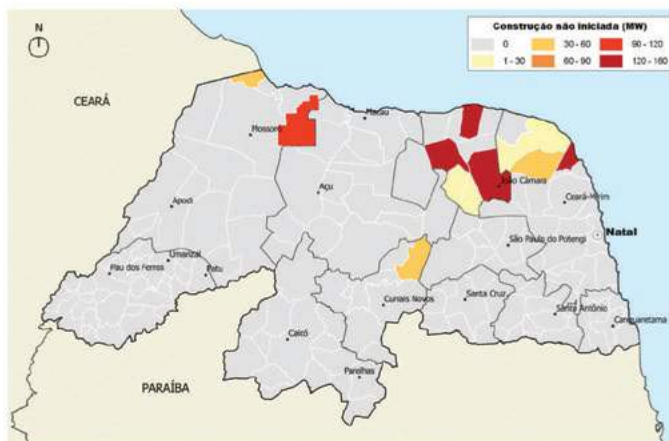 N
Construção não iniciada (MW)
0
30 - 60
90 - 120
1 - 30
60 - 90
120 - 160
CEARÁ
Macau
Mossoró
João Câmara
Açu
Ceará-Mirim
Apodi
Natal
São Paulo do Potengi
Umarizal
Pau dos Ferros
Patu
Santa Cruz
Currais Novos
Santo Antônio
Canguaretama
Caicó
PARAÍBA
Parelhas